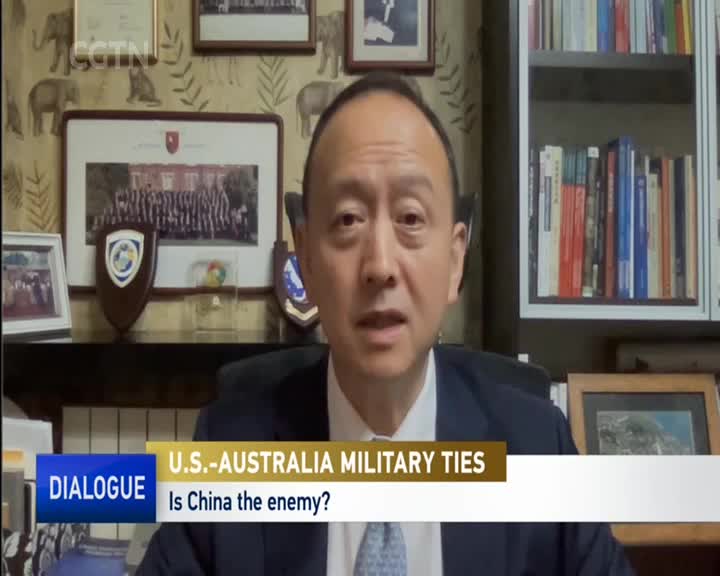 CGTN
U.S.-AUSTRALIA MILITARY TIES
DIALOGUE
Is China the enemy?